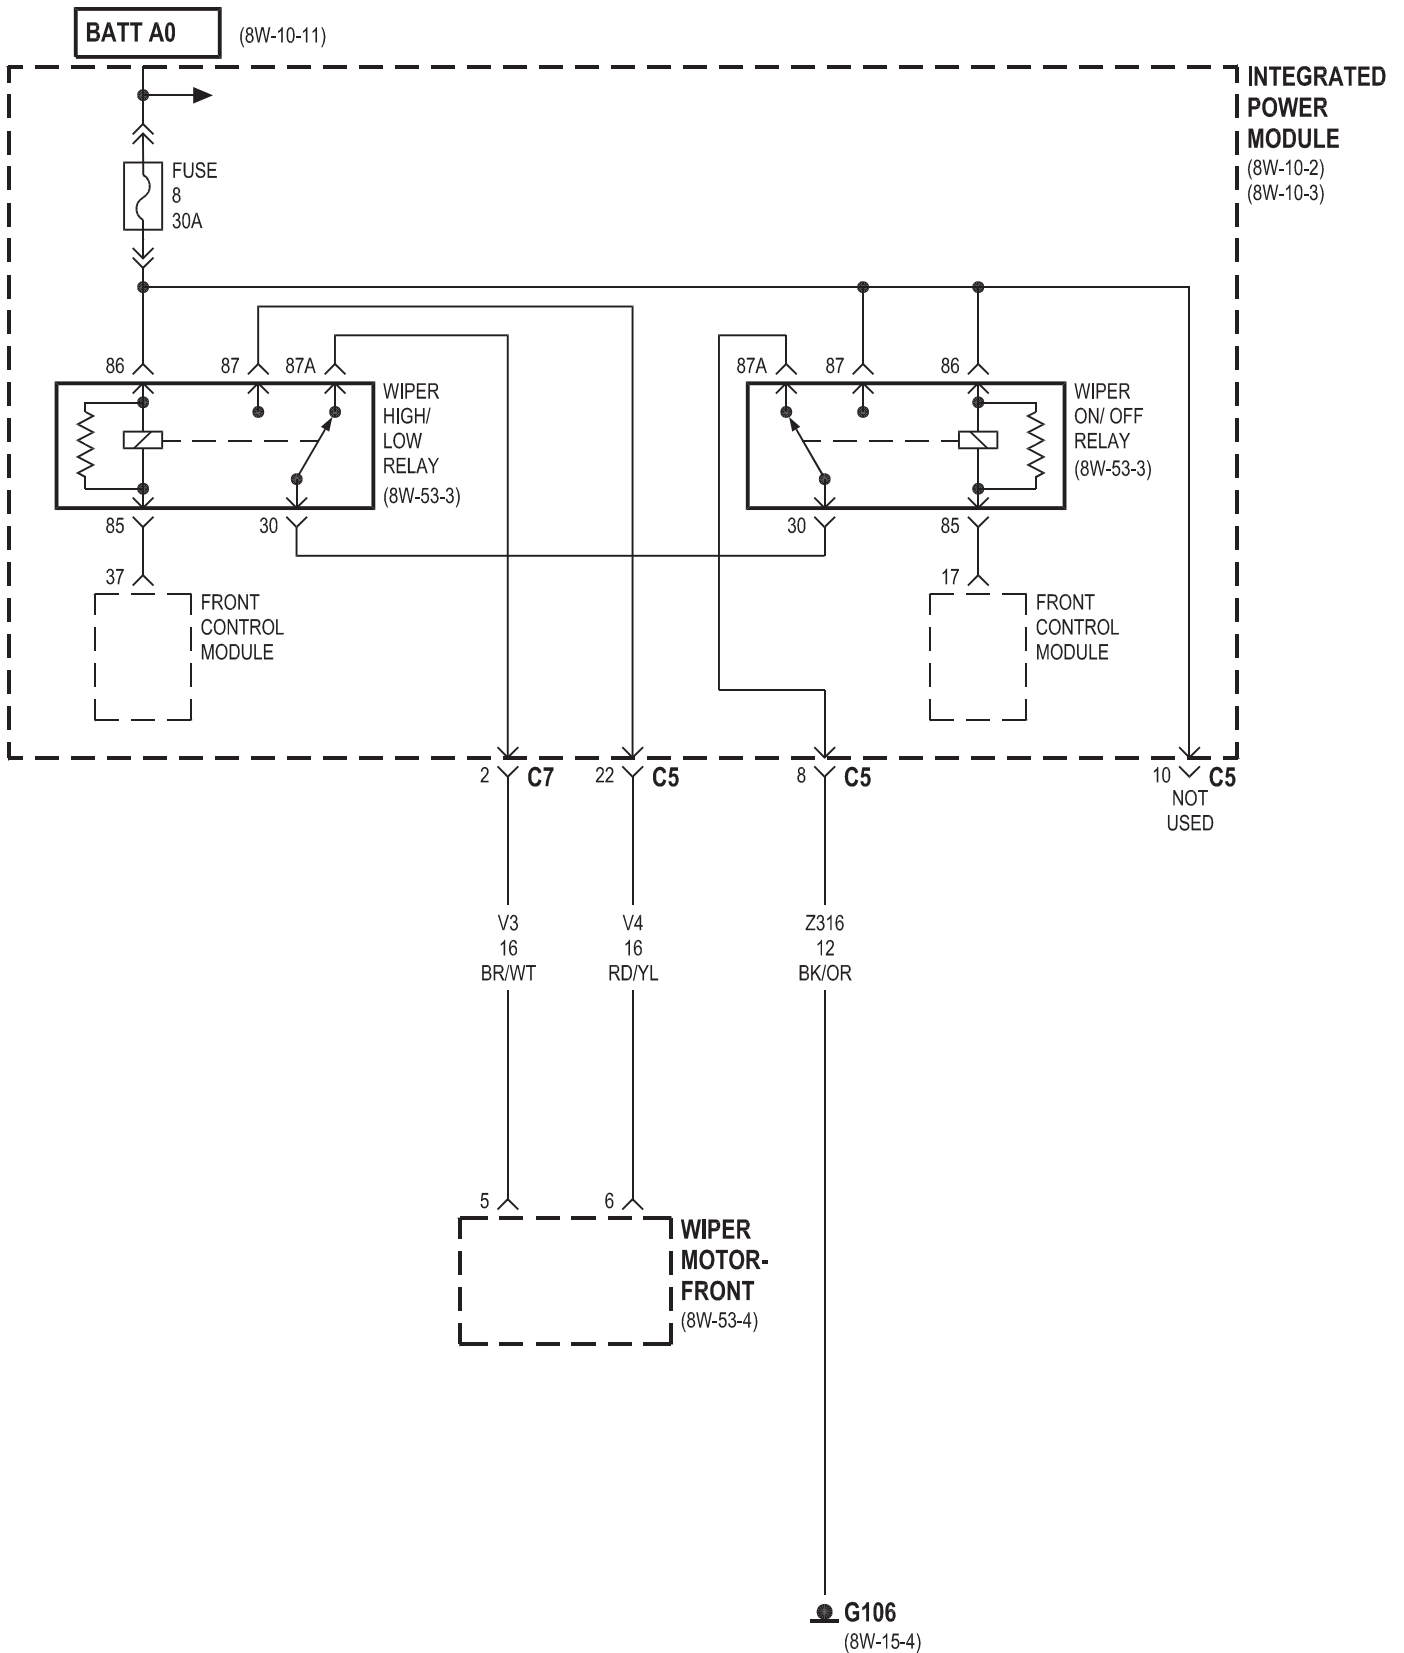 BATT A0
(8W-10-11)
INTEGRATED
POWER
MODULE
(8W-10-2)
(8W-10-3)
FUSE
8
30A
86
87
87A
WIPER
HIGH/
LOW
RELAY
(8W-53-3)
85
30
37
FRONT
CONTROL
MODULE
87A
87
86
WIPER
ON/ OFF
RELAY
(8W-53-3)
30
85
17
FRONT
CONTROL
MODULE
2
C7
22
C5
8
C5
10
C5
NOT
USED
V3
16
BR/WT
V4
16
RD/YL
Z316
12
BK/OR
5
6
WIPER
MOTOR-
FRONT
(8W-53-4)
G106
(8W-15-4)